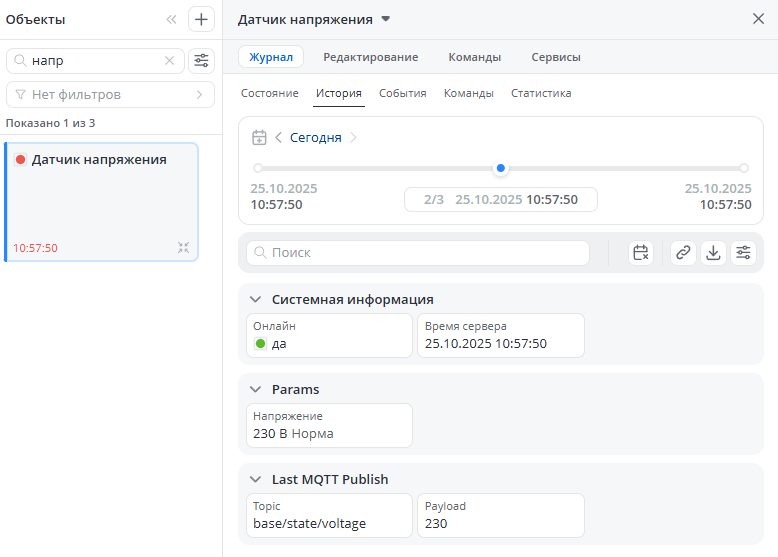 Объекты
напр
Нет фильтров
Показано 1 из 3
Датчик напряжения
10:57:50
Датчик напряжения
Журнал Редактирование Команды Сервисы
Состояние История События Команды Статистика
Сегодня
25.10.2025
10:57:50
2/3 25.10.2025 10:57:50
25.10.2025
10:57:50
Поиск
Системная информация
Онлайн
да
Время сервера
25.10.2025 10:57:50
Params
Напряжение
230 В Норма
Last MQTT Publish
Topic
base/state/voltage
Payload
230